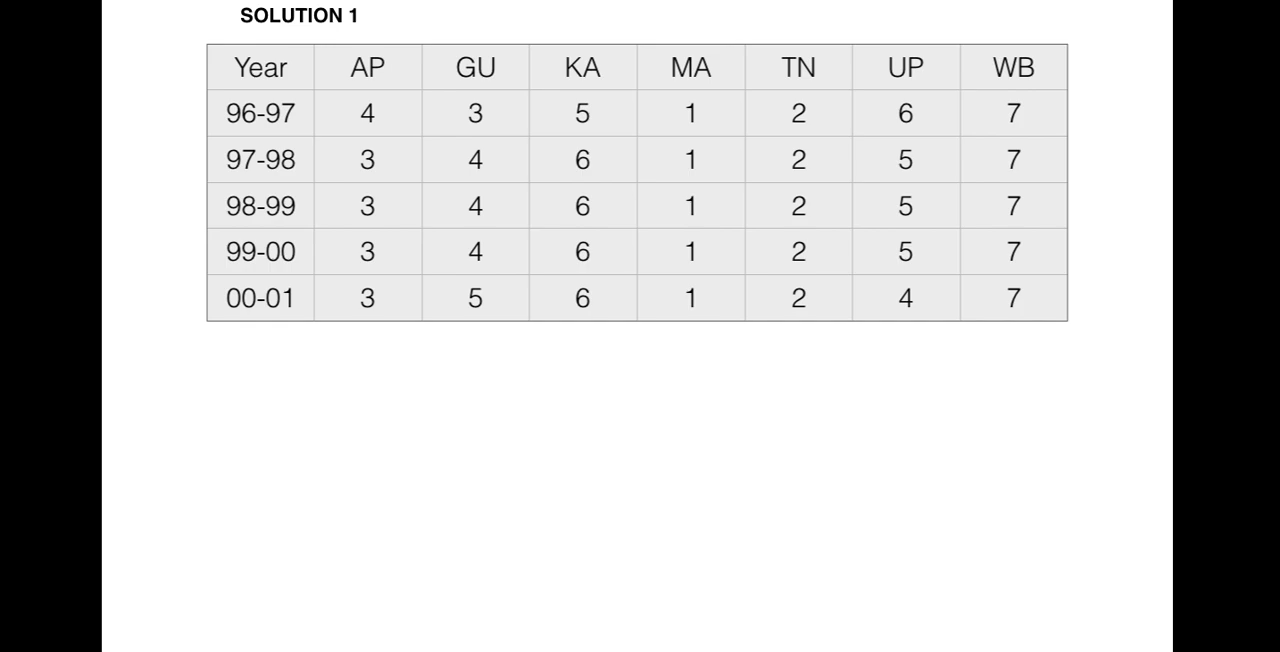 SOLUTION 1
Year AP GU KA MA TN UP WB
96-97 4 3 5 1 2 6 7
97-98 3 4 6 1 2 5 7
98-99 3 4 6 1 2 5 7
99-00 3 4 6 1 2 5 7
00-01 3 5 6 1 2 4 7